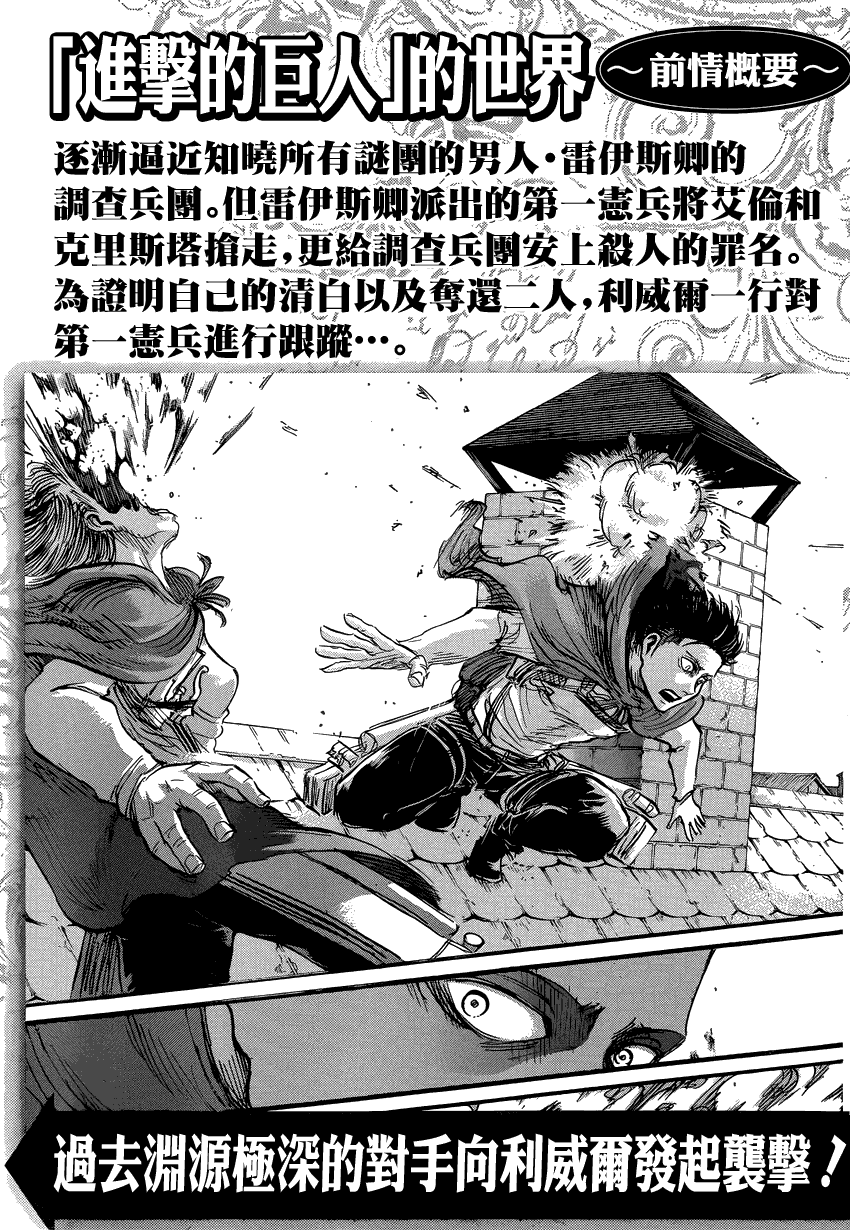 「進擊的巨人」的世界
～前情概要～
逐漸逼近知曉所有謎團的男人·雷伊斯卿的
調查兵團。但雷伊斯卿派出的第一憲兵將艾倫和
克里斯塔搶走，更給調查兵團安上殺人的罪名。
為證明自己的清白以及奪還二人，利威爾一行對
第一憲兵進行跟蹤…。
過去淵源極深的對手向利威爾發起襲擊！